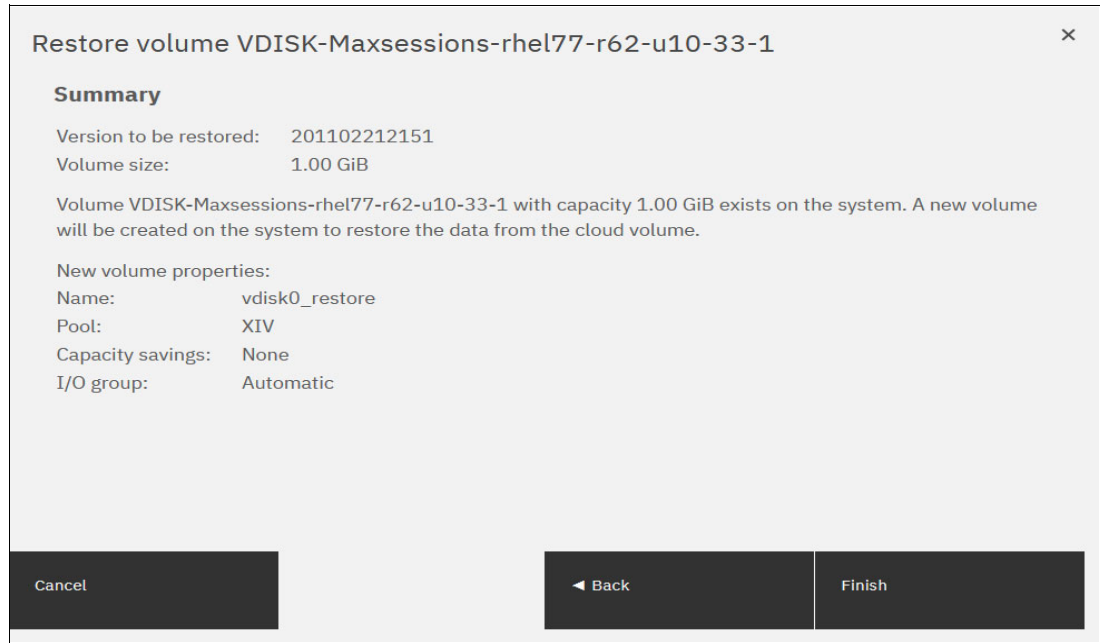 Restore volume VDISK-Maxsessions-rhel77-r62-u10-33-1 ×
Summary
Version to be restored: 201102212151
Volume size: 1.00 GiB
Volume VDISK-Maxsessions-rhel77-r62-u10-33-1 with capacity 1.00 GiB exists on the system. A new volume
will be created on the system to restore the data from the cloud volume.
New volume properties:
Name: vdisk0_restore
Pool: XIV
Capacity savings: None
I/O group: Automatic
Cancel ◄ Back Finish